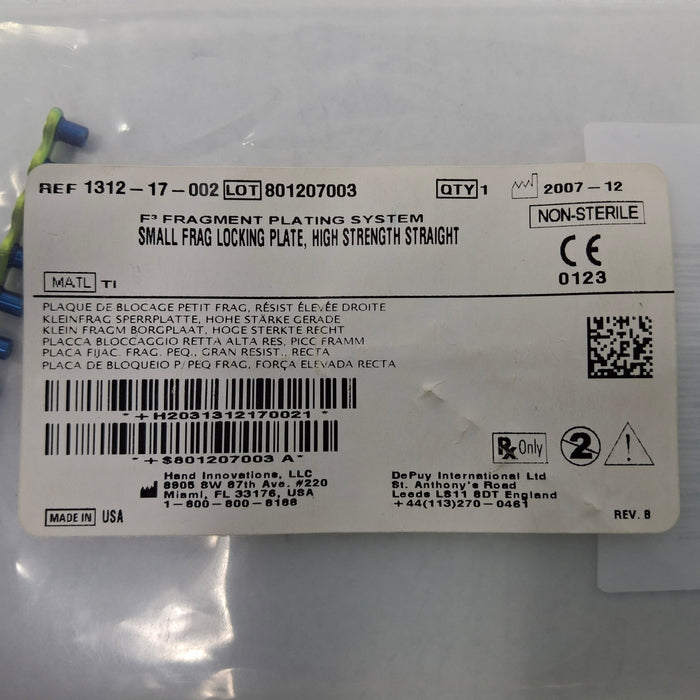 REF 1312-17-002 LOT 801207003 QTY 1 2007-12
F³ FRAGMENT PLATING SYSTEM
SMALL FRAG LOCKING PLATE, HIGH STRENGTH STRAIGHT
NON-STERILE
CE
0123
MATL TI
PLAQUE DE BLOCAGE PETIT FRAG, RÉSIST ÉLEVÉE DROITE
KLEINFRAG SPERRPLATTE, HOHE STÄRKE GERADE
KLEIN FRAGM BORGPLAAT, HOGE STERKTE RECHT
PLACCA BLOCCAGGIO RETTA ALTA RES, PICC FRAMM
PLACA FIJAC. FRAG. PEQ., GRAN RESIST., RECTA
PLACA DE BLOQUEIO P/PEQ FRAG, FORÇA ELEVADA RECTA
*+H2031312170021*
*+$801207003 A*
Rx Only
2
Hand Innovations, LLC
8905 SW 87th Ave. #220
Miami, FL 33176, USA
1-800-800-8188
DePuy International Ltd
St. Anthony's Road
Leeds LS11 8DT England
+44(113)270-0461
MADE IN USA
REV. B